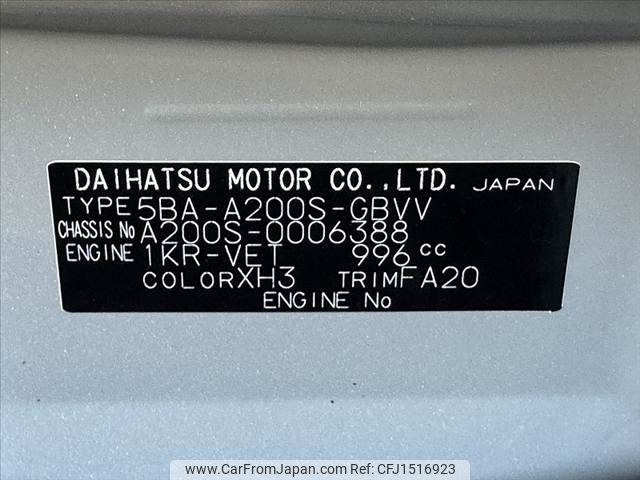 DAIHATSU MOTOR CO.,LTD. JAPAN
TYPE 5BA-A200S-GBVV
CHASSIS No A200S-0006388
ENGINE 1KR-VET 996 cc
COLOR XH3 TRIM FA20
ENGINE No
www.CarFromJapan.com | REF No: CFJ1516923